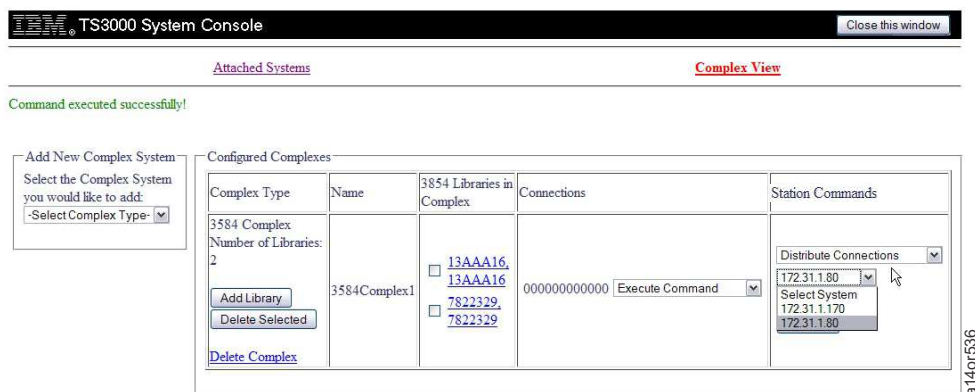 IBM® TS3000 System Console
Close this window
Attached Systems
Complex View
Command executed successfully!
Add New Complex System
Select the Complex System
you would like to add:
-Select Complex Type-
Configured Complexes
Complex Type
Name
3854 Libraries in
Complex
Connections
Station Commands
3584 Complex
Number of Libraries:
2
Add Library
Delete Selected
Delete Complex
3584Complex1
13AAA16,
13AAA16
7822329,
7822329
000000000000
Execute Command
Distribute Connections
172.31.1.80
Select System
172.31.1.170
172.31.1.80
a14or536